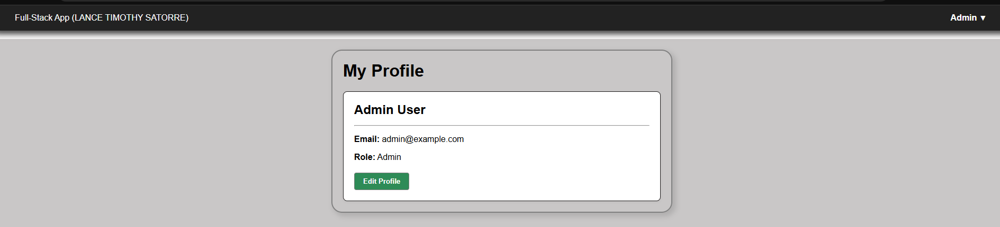 Full-Stack App (LANCE TIMOTHY SATORRE)
Admin ▼
My Profile
Admin User
Email: admin@example.com
Role: Admin
Edit Profile